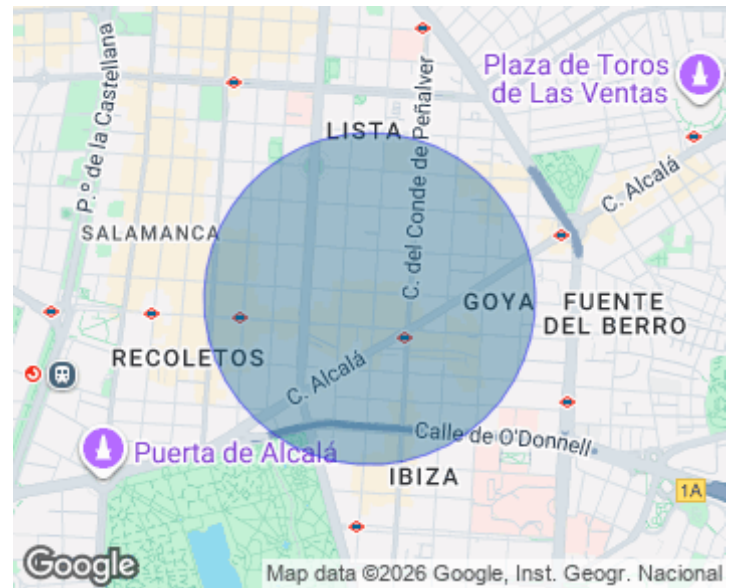 Plaza de Toros
de Las Ventas
P.º de la Castellana
LISTA
C. del Conde de Peñalver
C. Alcalá
SALAMANCA
GOYA
FUENTE
DEL BERRO
RECOLETOS
C. Alcalá
Puerta de Alcalá
Calle de O'Donnell
IBIZA
1A
Google
Map data ©2026 Google, Inst. Geogr. Nacional